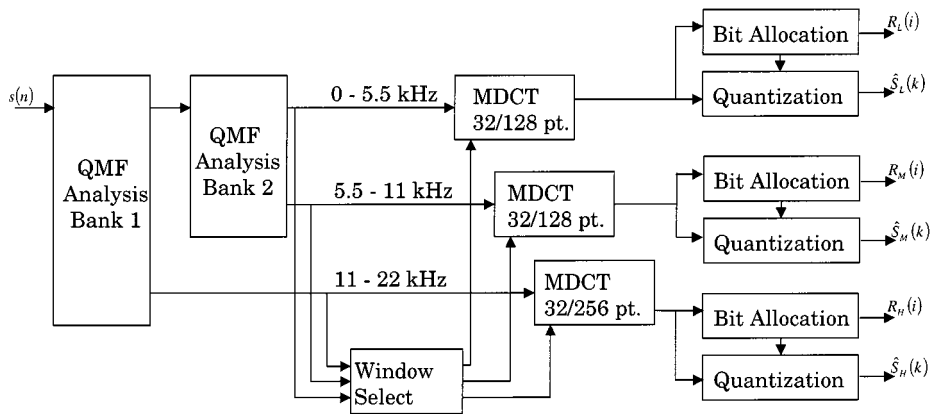 s(n)
QMF
Analysis
Bank 1
QMF
Analysis
Bank 2
0 - 5.5 kHz
5.5 - 11 kHz
11 - 22 kHz
MDCT
32/128 pt.
MDCT
32/128 pt.
MDCT
32/256 pt.
Window
Select
Bit Allocation
R_L(i)
Quantization
Ŝ_L(k)
Bit Allocation
R_M(i)
Quantization
Ŝ_M(k)
Bit Allocation
R_H(i)
Quantization
Ŝ_H(k)